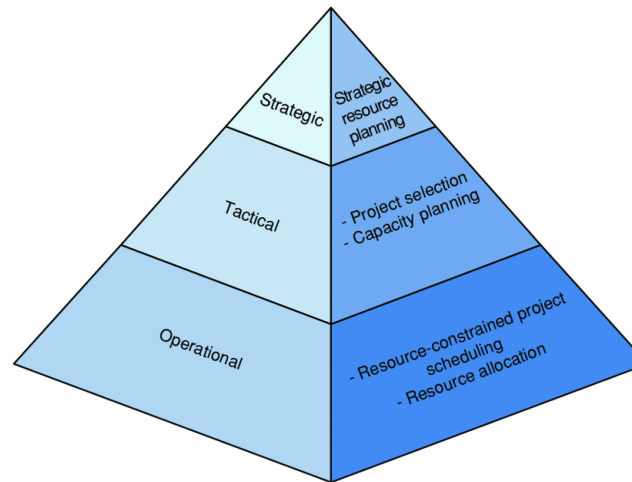 Strategic
Strategic
resource
planning
Tactical
- Project selection
- Capacity planning
Operational
- Resource-constrained project
scheduling
- Resource allocation